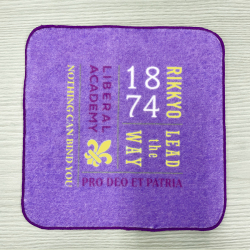 RIKKYO LEAD
the
WAY
18
74
LIBERAL
ACADEMY
NOTHING CAN BIND YOU
PRO DEO ET PATRIA